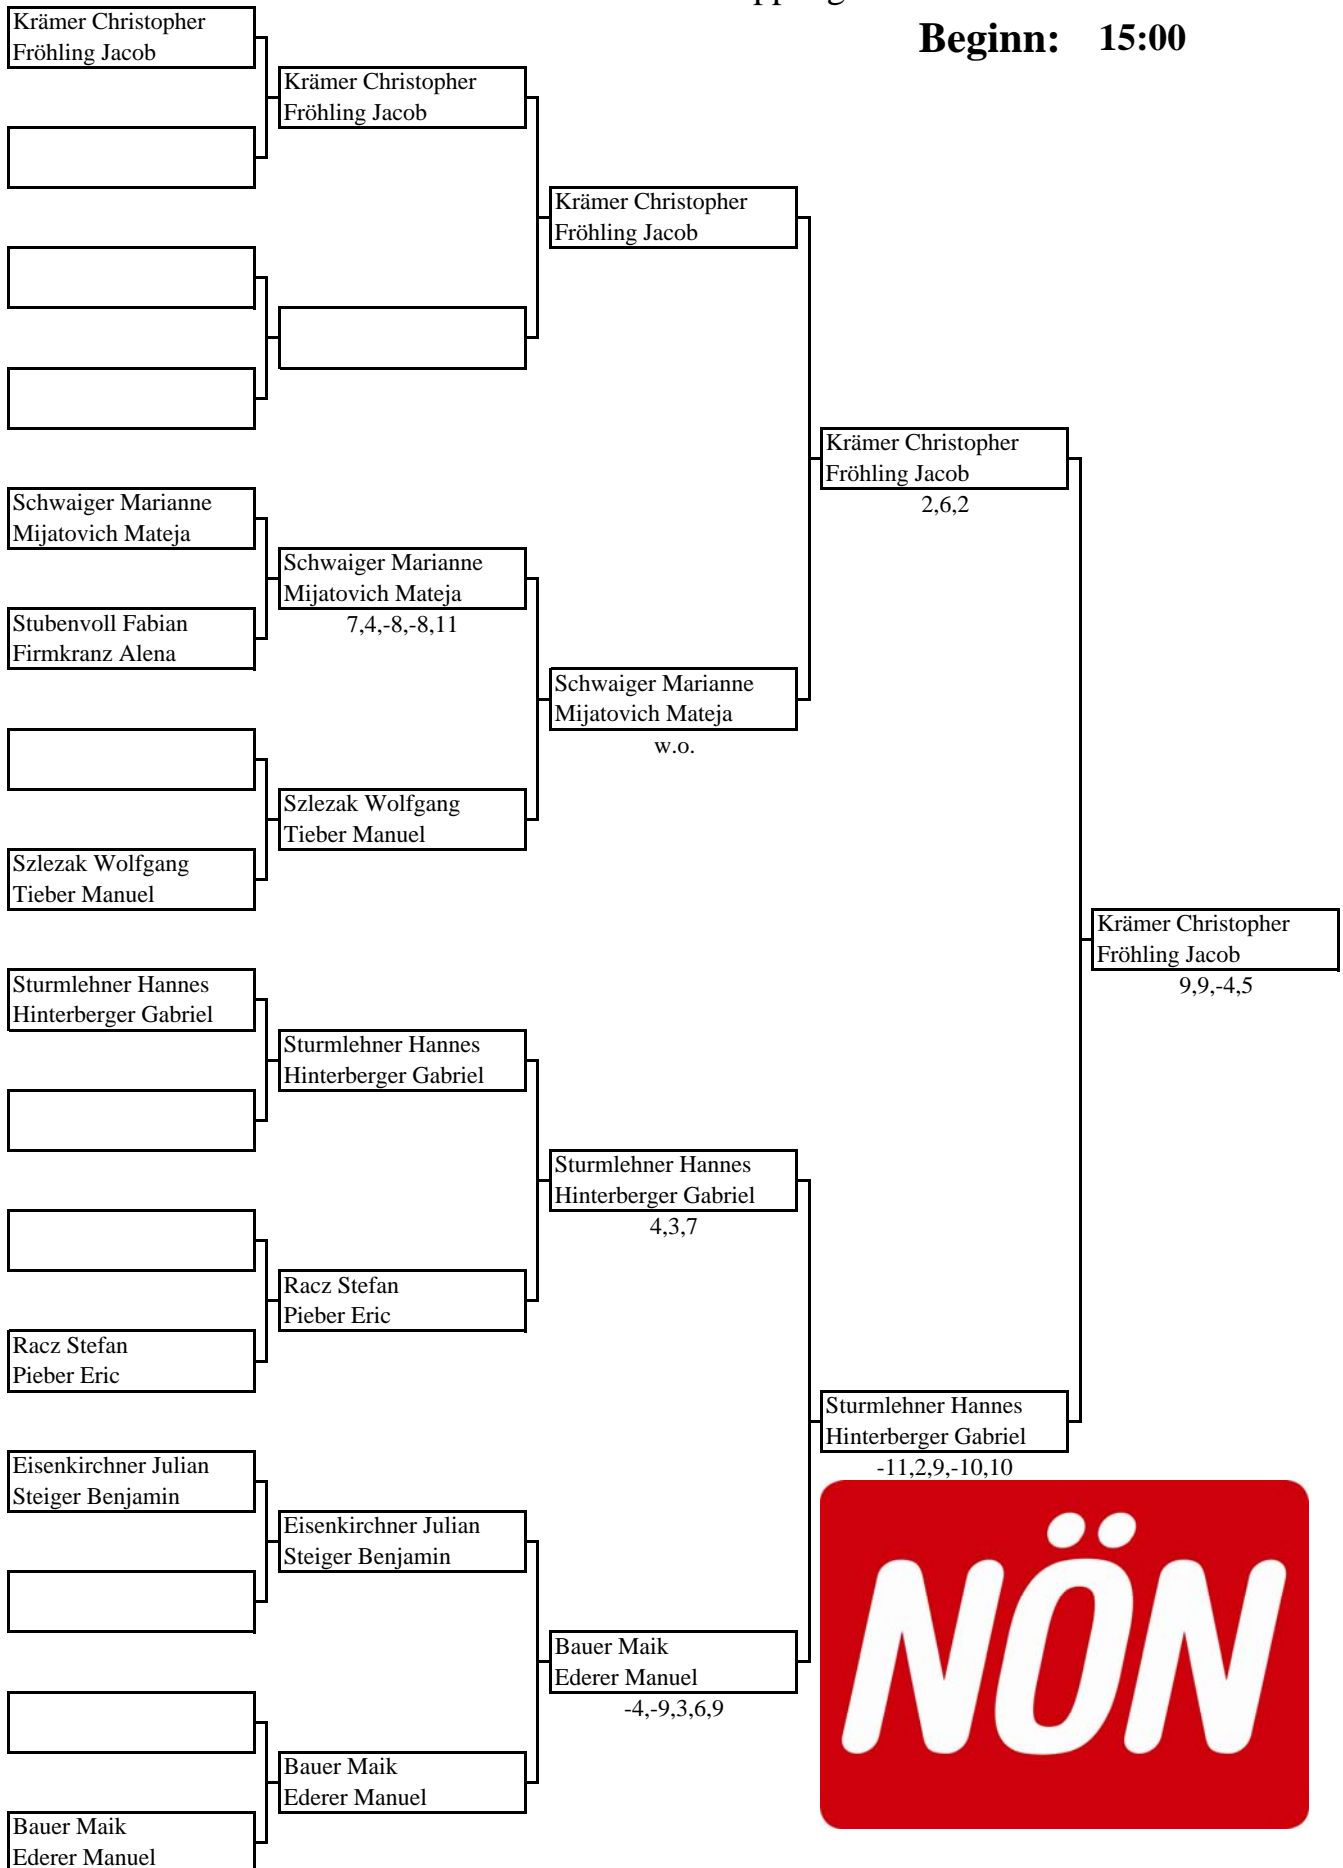 Beginn: 15:00
Krämer Christopher
Fröhling Jacob
Krämer Christopher
Fröhling Jacob
Krämer Christopher
Fröhling Jacob
Krämer Christopher
Fröhling Jacob
2,6,2
Schwaiger Marianne
Mijatovich Mateja
Schwaiger Marianne
Mijatovich Mateja
7,4,-8,-8,11
Stubenvoll Fabian
Firmkranz Alena
Schwaiger Marianne
Mijatovich Mateja
w.o.
Szlezak Wolfgang
Tieber Manuel
Szlezak Wolfgang
Tieber Manuel
Krämer Christopher
Fröhling Jacob
9,9,-4,5
Sturmlehner Hannes
Hinterberger Gabriel
Sturmlehner Hannes
Hinterberger Gabriel
Sturmlehner Hannes
Hinterberger Gabriel
4,3,7
Racz Stefan
Pieber Eric
Racz Stefan
Pieber Eric
Sturmlehner Hannes
Hinterberger Gabriel
-11,2,9,-10,10
Eisenkirchner Julian
Steiger Benjamin
Eisenkirchner Julian
Steiger Benjamin
Bauer Maik
Ederer Manuel
-4,-9,3,6,9
Bauer Maik
Ederer Manuel
Bauer Maik
Ederer Manuel
NÖN